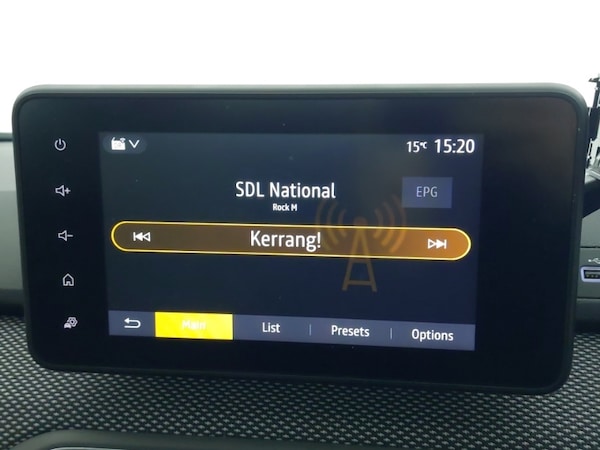 15°C 15:20
SDL National
Rock M
EPG
Kerrang!
Main
List
Presets
Options